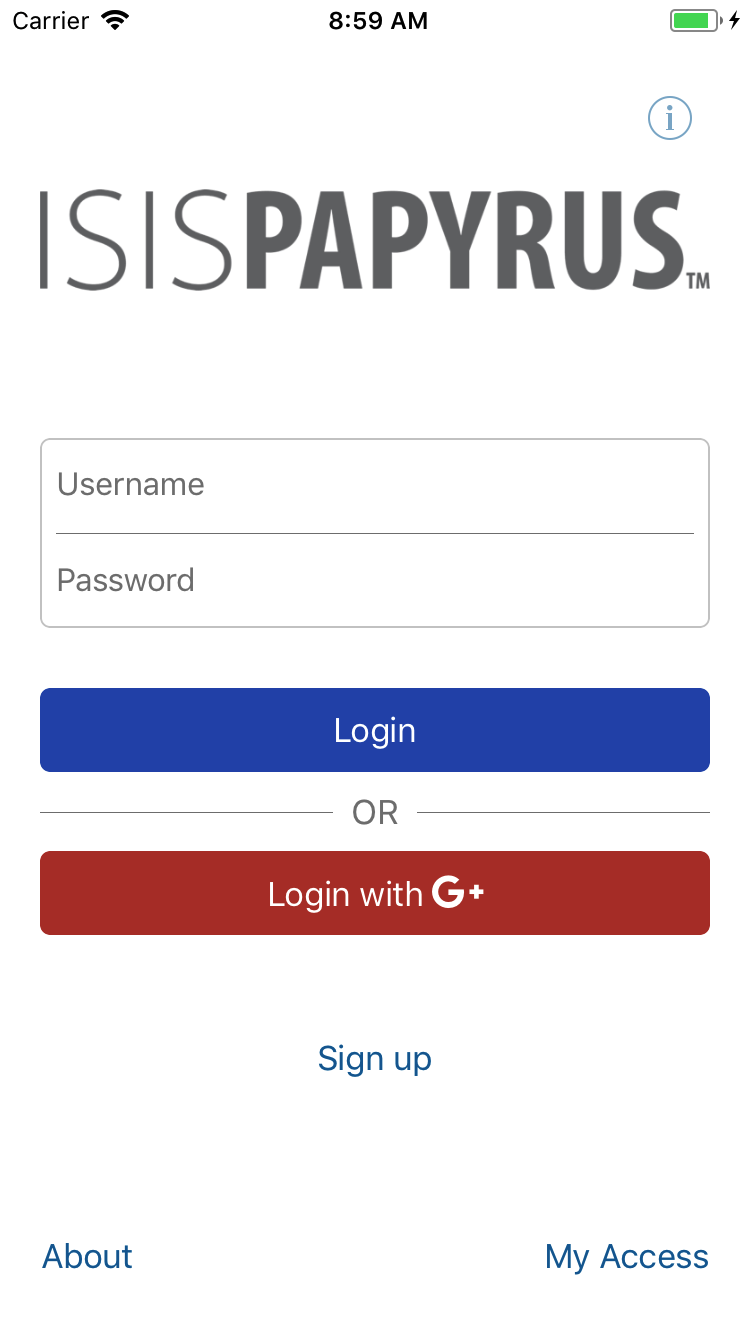 Carrier 8:59 AM
i
ISISPAPYRUS™
Username
Password
Login
OR
Login with G+
Sign up
About My Access